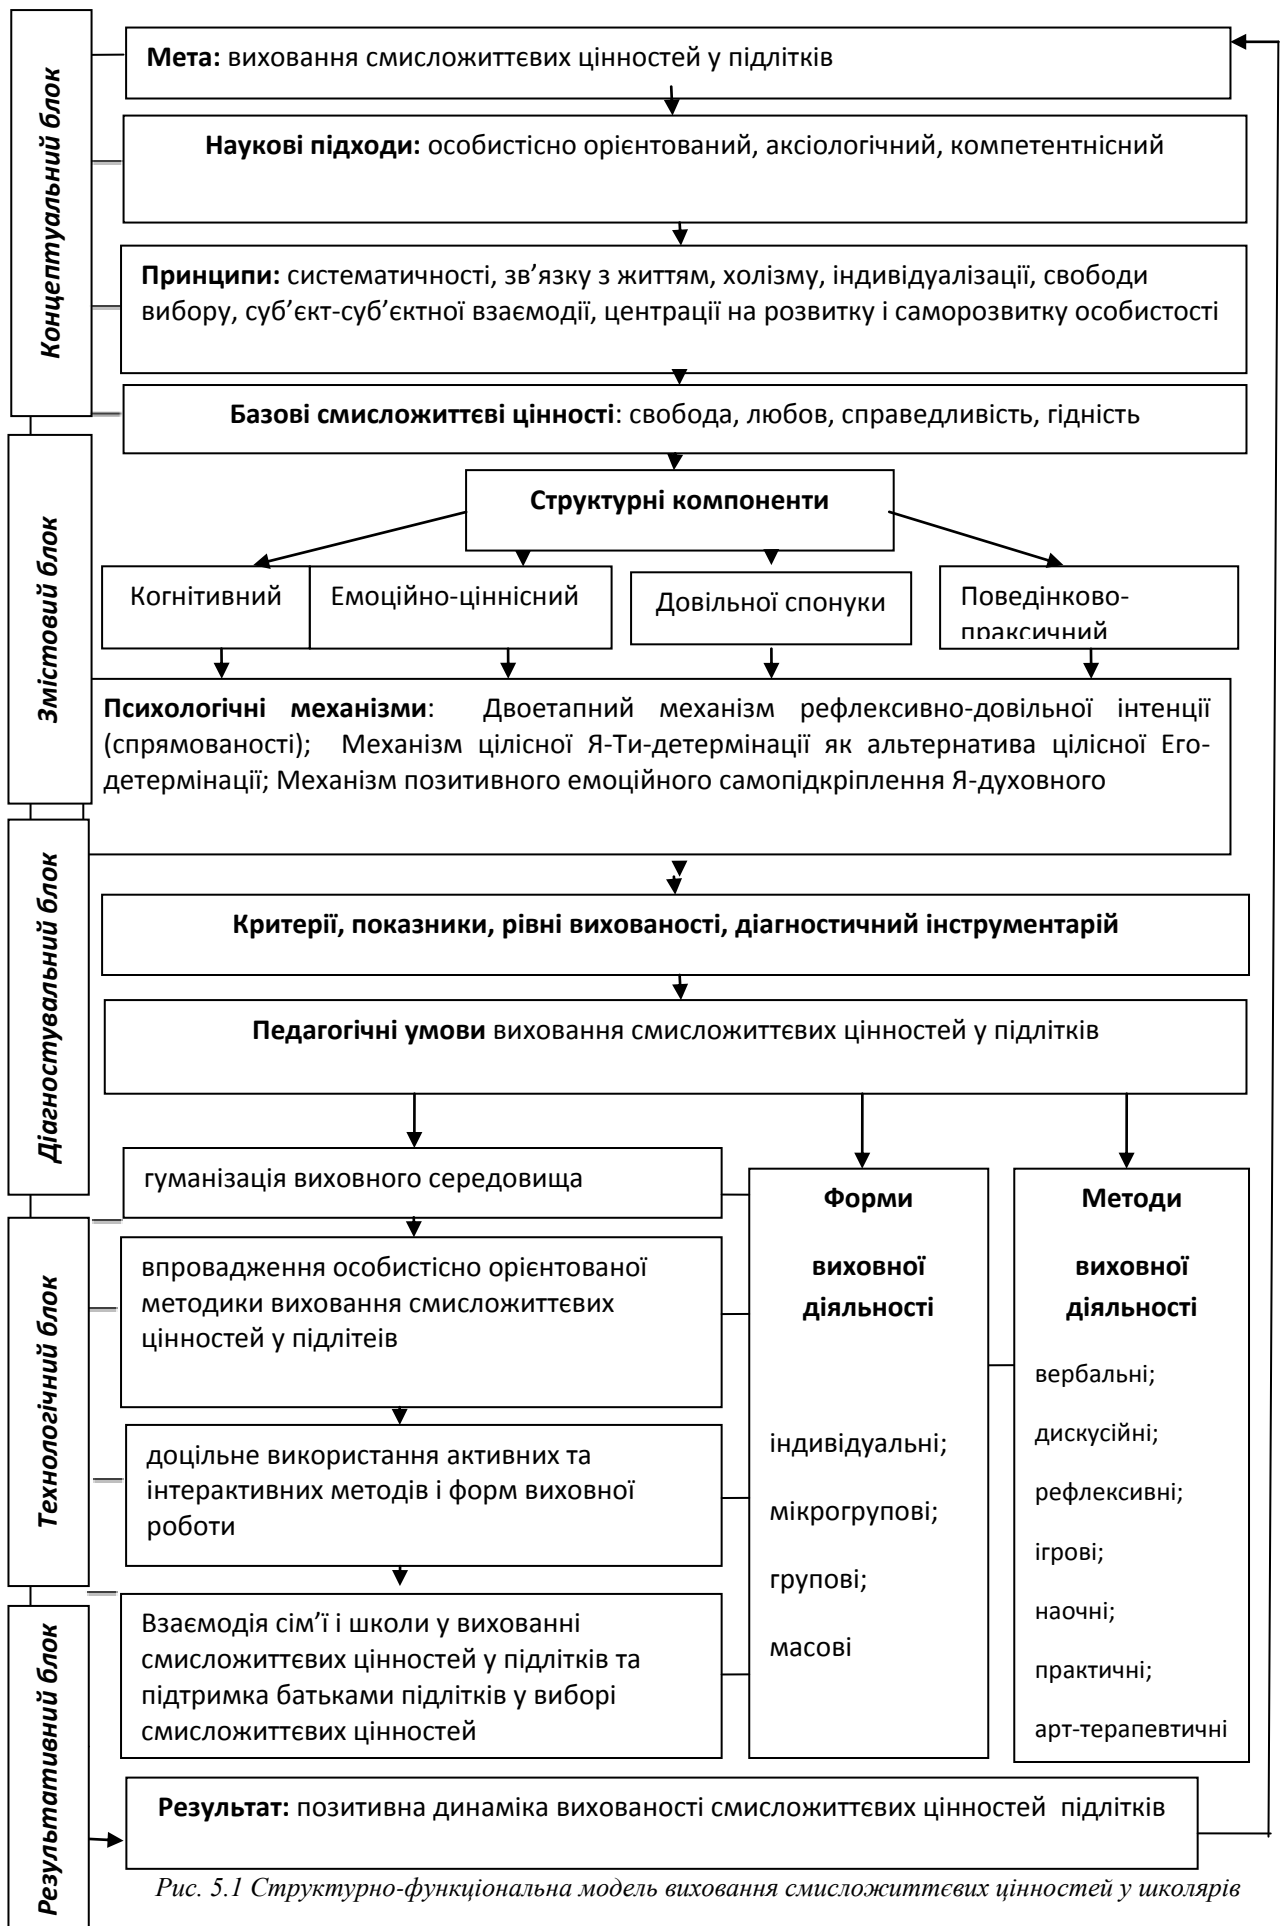 Концептуальний блок
Мета: виховання смисложиттєвих цінностей у підлітків
Наукові підходи: особистісно орієнтований, аксіологічний, компетентнісний
Принципи: систематичності, зв’язку з життям, холізму, індивідуалізації, свободи
вибору, суб’єкт-суб’єктної взаємодії, центрації на розвитку і саморозвитку особистості
Базові смисложиттєві цінності: свобода, любов, справедливість, гідність
Змістовий блок
Структурні компоненти
Когнітивний
Емоційно-ціннісний
Довільної спонуки
Поведінково-
праксичний
Психологічні механізми: Двоетапний механізм рефлексивно-довільної інтенції
(спрямованості); Механізм цілісної Я-Ти-детермінації як альтернатива цілісної Его-
детермінації; Механізм позитивного емоційного самопідкріплення Я-духовного
Діагностувальний блок
Критерії, показники, рівні вихованості, діагностичний інструментарій
Педагогічні умови виховання смисложиттєвих цінностей у підлітків
Технологічний блок
гуманізація виховного середовища
впровадження особистісно орієнтованої
методики виховання смисложиттєвих
цінностей у підлітеів
доцільне використання активних та
інтерактивних методів і форм виховної
роботи
Взаємодія сім’ї і школи у вихованні
смисложиттєвих цінностей у підлітків та
підтримка батьками підлітків у виборі
смисложиттєвих цінностей
Форми
виховної
діяльності
індивідуальні;
мікрогрупові;
групові;
масові
Методи
виховної
діяльності
вербальні;
дискусійні;
рефлексивні;
ігрові;
наочні;
практичні;
арт-терапевтичні
Результативний блок
Результат: позитивна динаміка вихованості смисложиттєвих цінностей підлітків
Рис. 5.1 Структурно-функціональна модель виховання смисложиттєвих цінностей у школярів